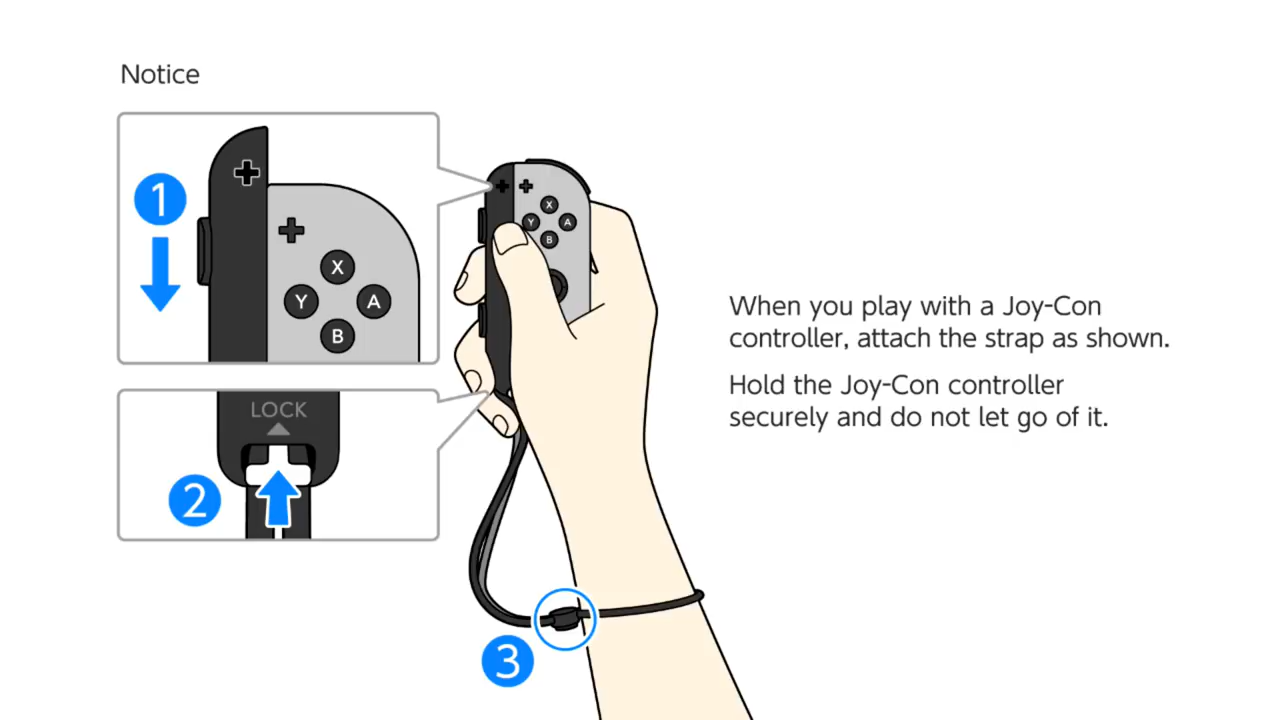 Notice
1
X
Y
A
B
LOCK
2
X
Y
A
B
3
When you play with a Joy-Con
controller, attach the strap as shown.
Hold the Joy-Con controller
securely and do not let go of it.